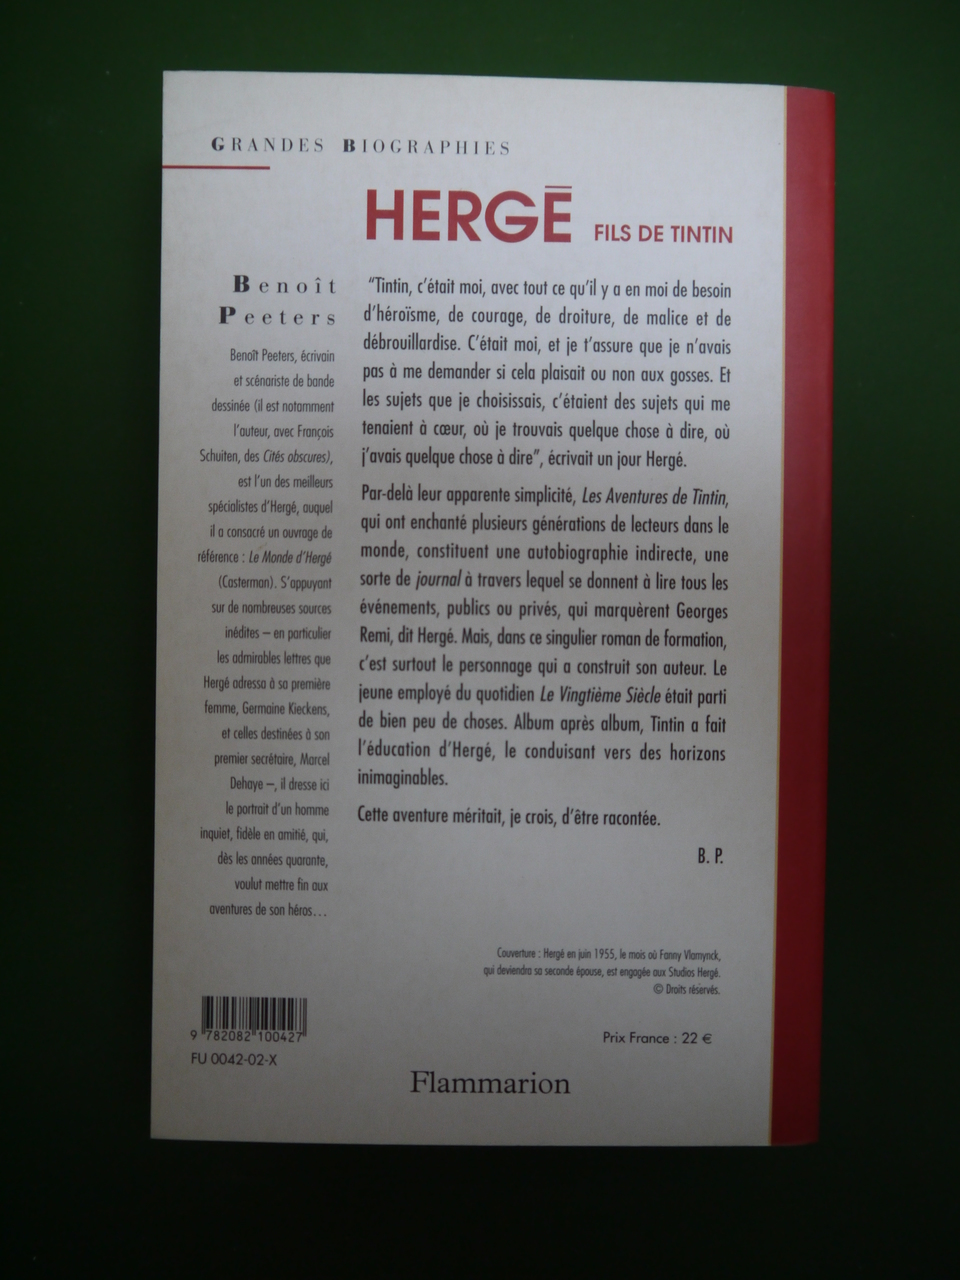 GRANDES BIOGRAPHIES
HERGÉ FILS DE TINTIN
Benoît
Peeters
Benoît Peeters, écrivain
et scénariste de bande
dessinée (il est notamment
l'auteur, avec François
Schuiten, des Cités obscures),
est l'un des meilleurs
spécialistes d'Hergé, auquel
il a consacré un ouvrage de
référence : Le Monde d'Hergé
(Casterman). S'appuyant
sur de nombreuses sources
inédites – en particulier
les admirables lettres que
Hergé adressa à sa première
femme, Germaine Kieckens,
et celles destinées à son
premier secrétaire, Marcel
Dehaye –, il dresse ici
le portrait d'un homme
inquiet, fidèle en amitié, qui,
dès les années quarante,
voulut mettre fin aux
aventures de son héros…
"Tintin, c'était moi, avec tout ce qu'il y a en moi de besoin
d'héroïsme, de courage, de droiture, de malice et de
débrouillardise. C'était moi, et je t'assure que je n'avais
pas à me demander si cela plaisait ou non aux gosses. Et
les sujets que je choisissais, c'étaient des sujets qui me
tenaient à cœur, où je trouvais quelque chose à dire, où
j'avais quelque chose à dire", écrivait un jour Hergé.
Par-delà leur apparente simplicité, Les Aventures de Tintin,
qui ont enchanté plusieurs générations de lecteurs dans le
monde, constituent une autobiographie indirecte, une
sorte de journal à travers lequel se donnent à lire tous les
événements, publics ou privés, qui marquèrent Georges
Remi, dit Hergé. Mais, dans ce singulier roman de formation,
c'est surtout le personnage qui a construit son auteur. Le
jeune employé du quotidien Le Vingtième Siècle était parti
de bien peu de choses. Album après album, Tintin a fait
l'éducation d'Hergé, le conduisant vers des horizons
inimaginables.
Cette aventure méritait, je crois, d'être racontée.
B. P.
Couverture : Hergé en juin 1955, le mois où Fanny Vlamynck,
qui deviendra sa seconde épouse, est engagée aux Studios Hergé.
© Droits réservés.
9 782082 100427
FU 0042-02-X
Prix France : 22 €
Flammarion